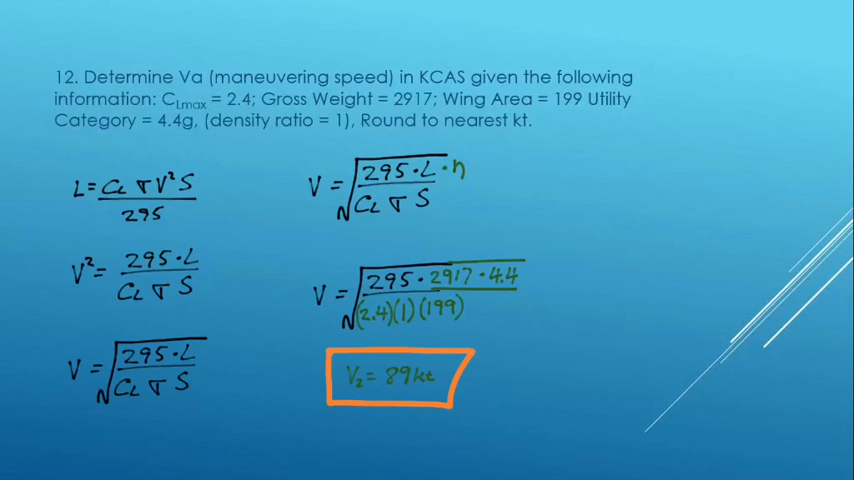 12. Determine Va (maneuvering speed) in KCAS given the following
information: CLmax = 2.4; Gross Weight = 2917; Wing Area = 199 Utility
Category = 4.4g, (density ratio = 1), Round to nearest kt.
L = CL σ V² S / 295
V² = 295 · L / CL σ S
V = √(295 · L / CL σ S)
V = √(295 · L · n / CL σ S)
V = √(295 · 2917 · 4.4 / (2.4)(1)(199))
V₂ = 89kt